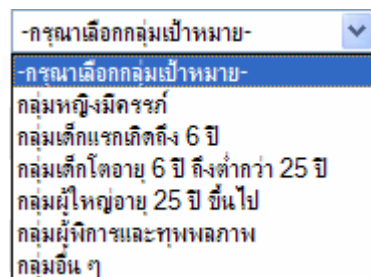 -กรุณาเลือกกลุ่มเป้าหมาย-
-กรุณาเลือกกลุ่มเป้าหมาย-
กลุ่มหญิงมีครรภ์
กลุ่มเด็กแรกเกิดถึง 6 ปี
กลุ่มเด็กโตอายุ 6 ปี ถึงต่ำกว่า 25 ปี
กลุ่มผู้ใหญ่อายุ 25 ปี ขึ้นไป
กลุ่มผู้พิการและทุพพลภาพ
กลุ่มอื่น ๆ